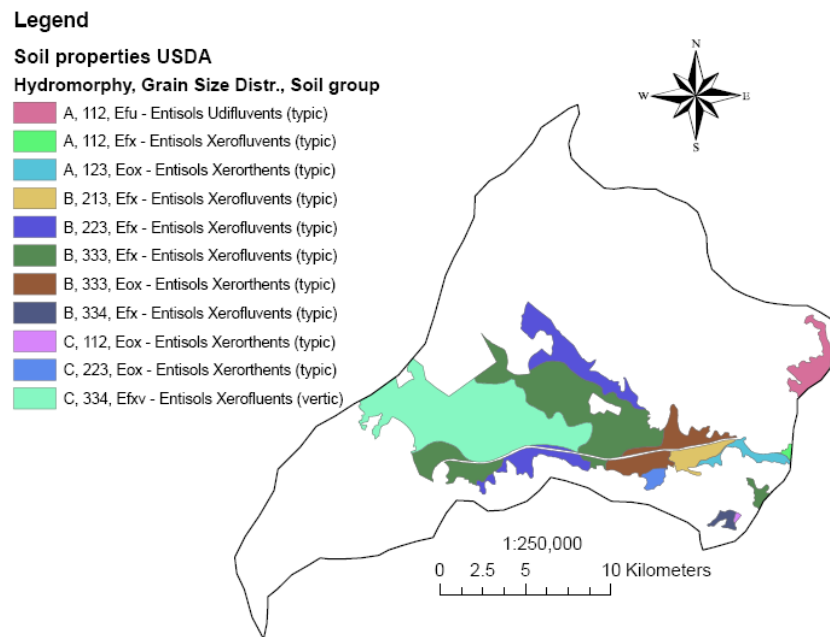 Legend
Soil properties USDA
Hydromorphy, Grain Size Distr., Soil group
A, 112, Efu - Entisols Udifluvents (typic)
A, 112, Efx - Entisols Xerofluvents (typic)
A, 123, Eox - Entisols Xerorthents (typic)
B, 213, Efx - Entisols Xerofluvents (typic)
B, 223, Efx - Entisols Xerofluents (typic)
B, 333, Efx - Entisols Xerofluvents (typic)
B, 333, Eox - Entisols Xerorthents (typic)
B, 334, Efx - Entisols Xerofluvents (typic)
C, 112, Eox - Entisols Xerorthents (typic)
C, 223, Eox - Entisols Xerorthents (typic)
C, 334, Efxv - Entisols Xerofluents (vertic)
N
W E
S
1:250,000
0 2.5 5 10 Kilometers